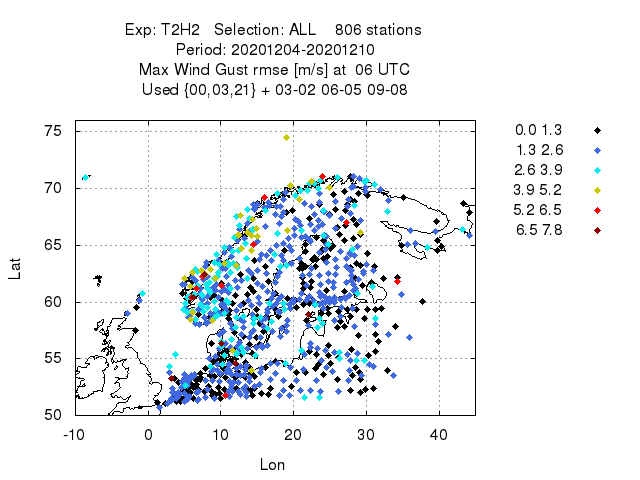 Exp: T2H2   Selection: ALL    806 stations
Period: 20201204-20201210
Max Wind Gust rmse [m/s] at  06 UTC
Used {00,03,21} + 03-02 06-05 09-08
0.0 1.3
1.3 2.6
2.6 3.9
3.9 5.2
5.2 6.5
6.5 7.8
75
70
65
60
55
50
Lat
-10 0 10 20 30 40
Lon